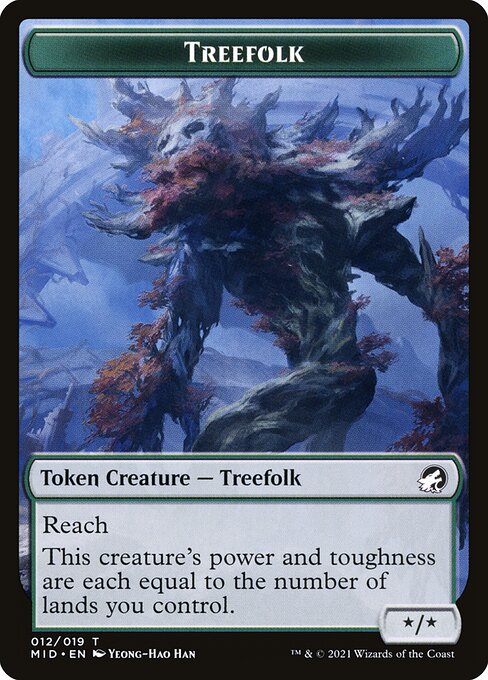 Treefolk
Token Creature — Treefolk
Reach
This creature's power and toughness
are each equal to the number of
lands you control.
*/*
012/019 T
MID • EN Yeong-Hao Han
™ & © 2021 Wizards of the Coast